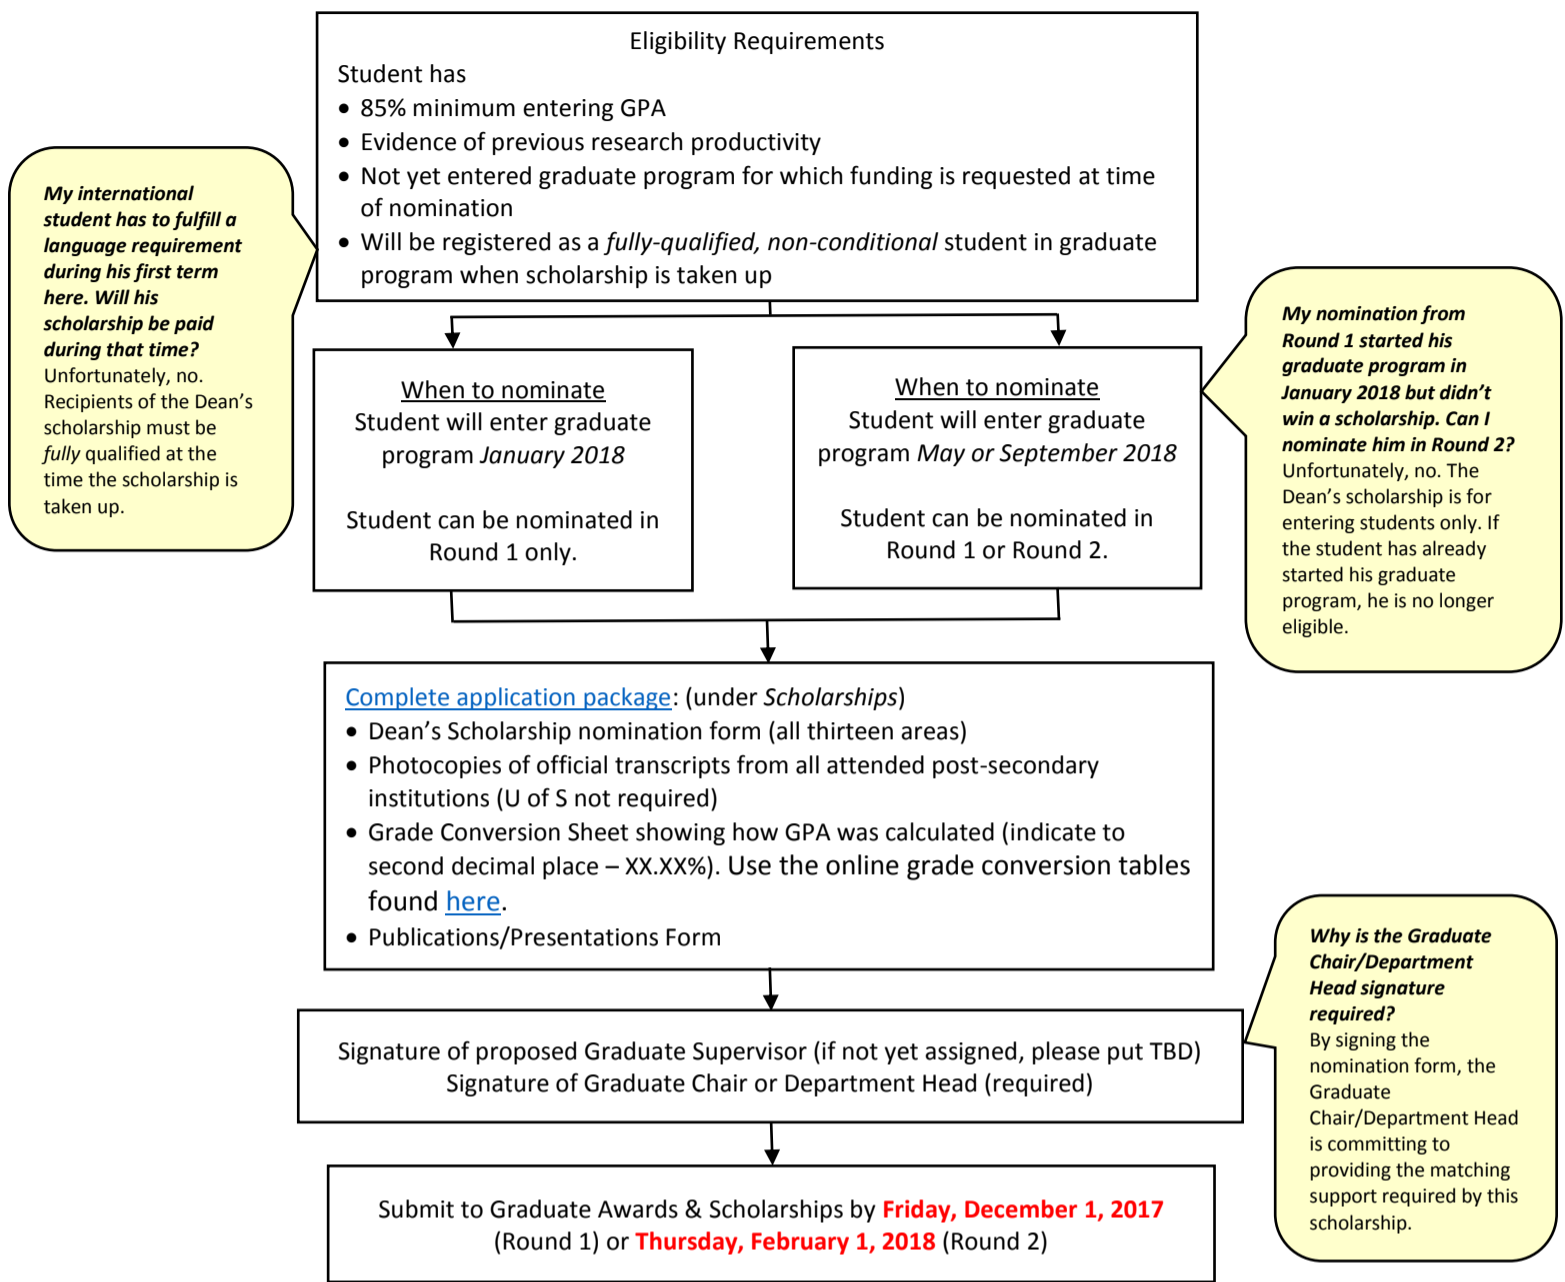 Eligibility Requirements
Student has
• 85% minimum entering GPA
• Evidence of previous research productivity
• Not yet entered graduate program for which funding is requested at time
of nomination
• Will be registered as a fully-qualified, non-conditional student in graduate
program when scholarship is taken up
My international
student has to fulfill a
language requirement
during his first term
here. Will his
scholarship be paid
during that time?
Unfortunately, no.
Recipients of the Dean’s
scholarship must be
fully qualified at the
time the scholarship is
taken up.
When to nominate
Student will enter graduate
program January 2018
Student can be nominated in
Round 1 only.
When to nominate
Student will enter graduate
program May or September 2018
Student can be nominated in
Round 1 or Round 2.
My nomination from
Round 1 started his
graduate program in
January 2018 but didn’t
win a scholarship. Can I
nominate him in Round 2?
Unfortunately, no. The
Dean’s scholarship is for
entering students only. If
the student has already
started his graduate
program, he is no longer
eligible.
Complete application package: (under Scholarships)
• Dean’s Scholarship nomination form (all thirteen areas)
• Photocopies of official transcripts from all attended post-secondary
institutions (U of S not required)
• Grade Conversion Sheet showing how GPA was calculated (indicate to
second decimal place – XX.XX%). Use the online grade conversion tables
found here.
• Publications/Presentations Form
Signature of proposed Graduate Supervisor (if not yet assigned, please put TBD)
Signature of Graduate Chair or Department Head (required)
Why is the Graduate
Chair/Department
Head signature
required?
By signing the
nomination form, the
Graduate
Chair/Department Head
is committing to
providing the matching
support required by this
scholarship.
Submit to Graduate Awards & Scholarships by Friday, December 1, 2017
(Round 1) or Thursday, February 1, 2018 (Round 2)